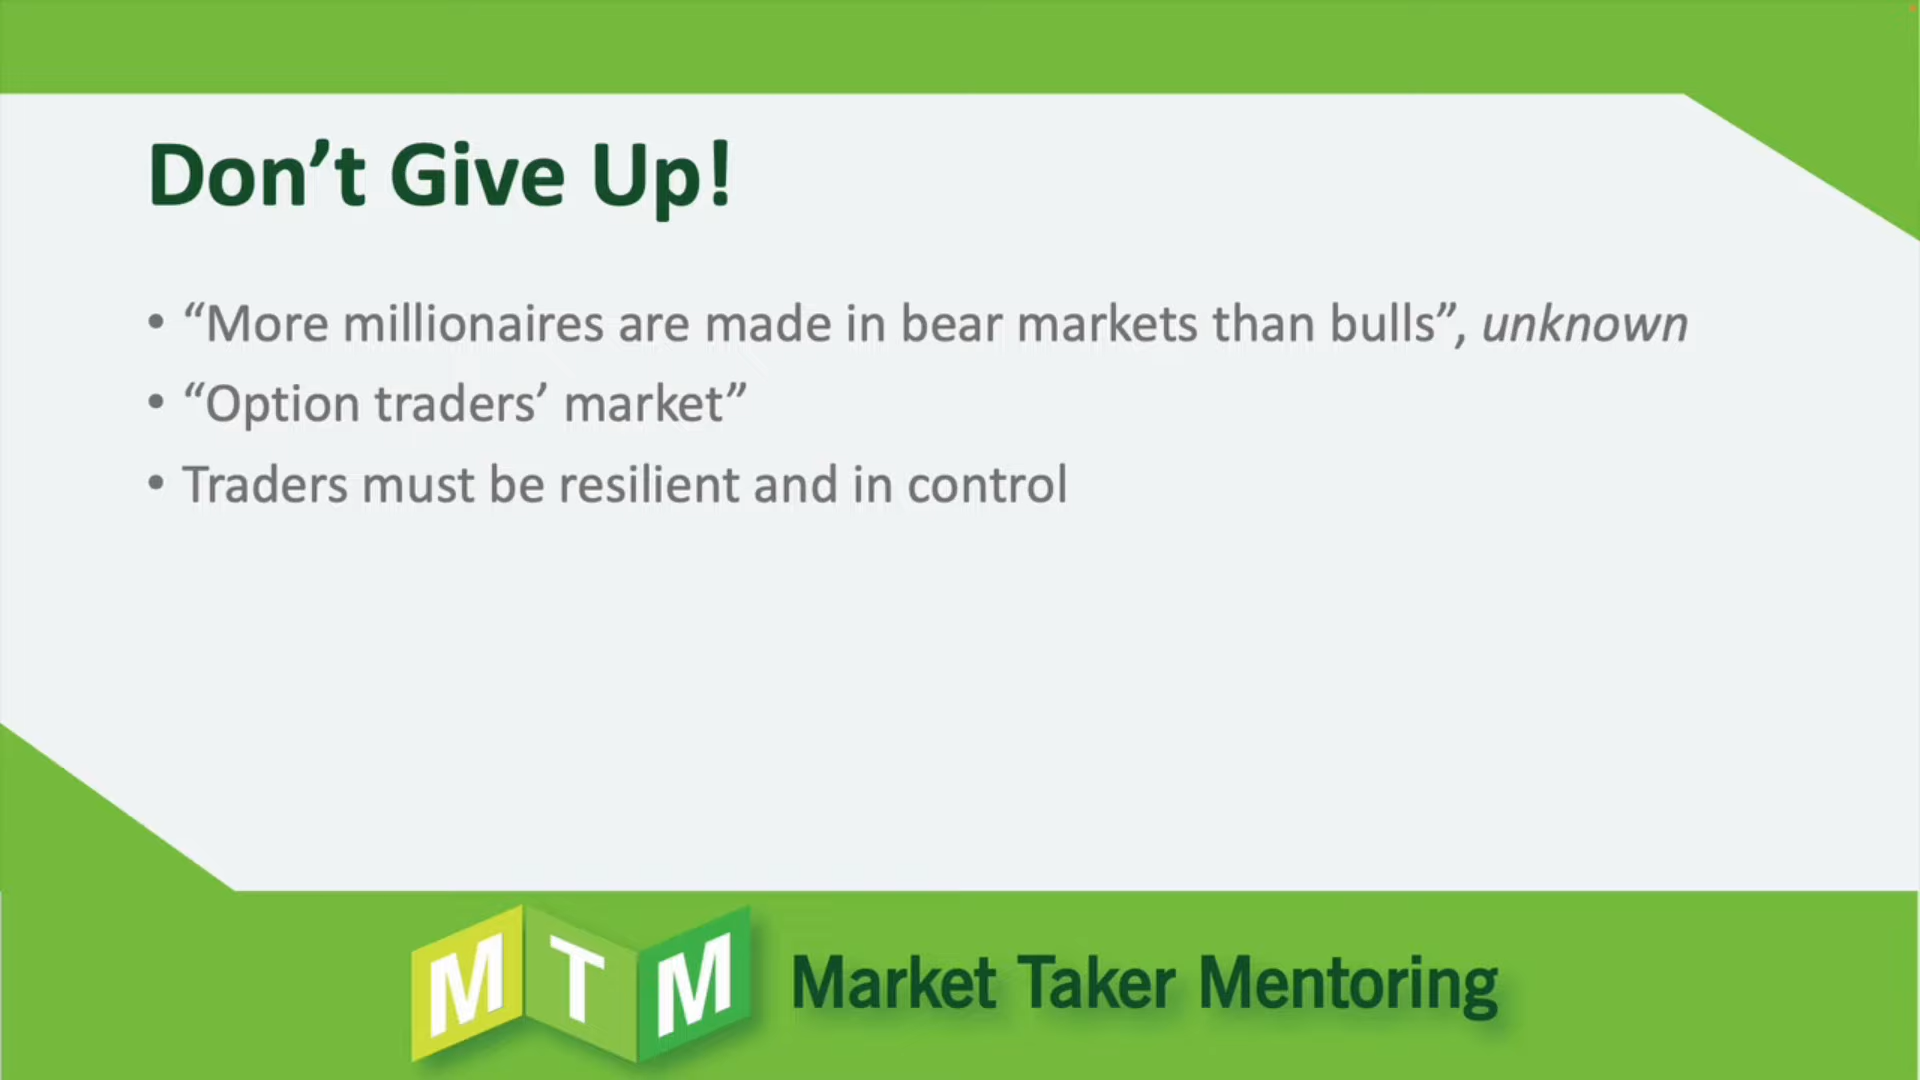 Don’t Give Up!
• “More millionaires are made in bear markets than bulls”, unknown
• “Option traders’ market”
• Traders must be resilient and in control
MTM Market Taker Mentoring